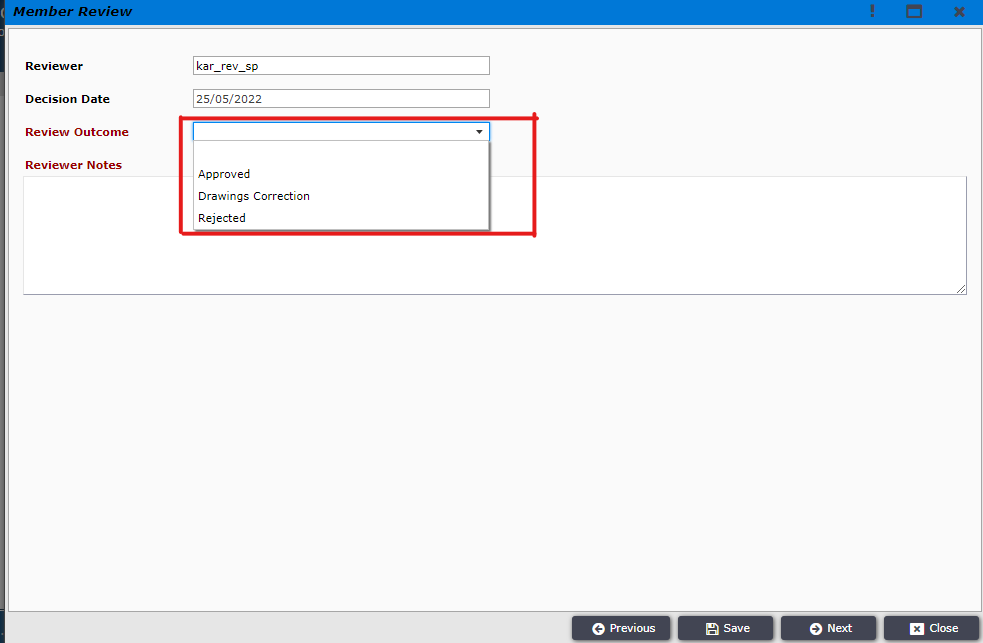 Member Review
Reviewer kar_rev_sp
Decision Date 25/05/2022
Review Outcome
Approved
Reviewer Notes
Drawings Correction
Rejected
Previous Save Next Close